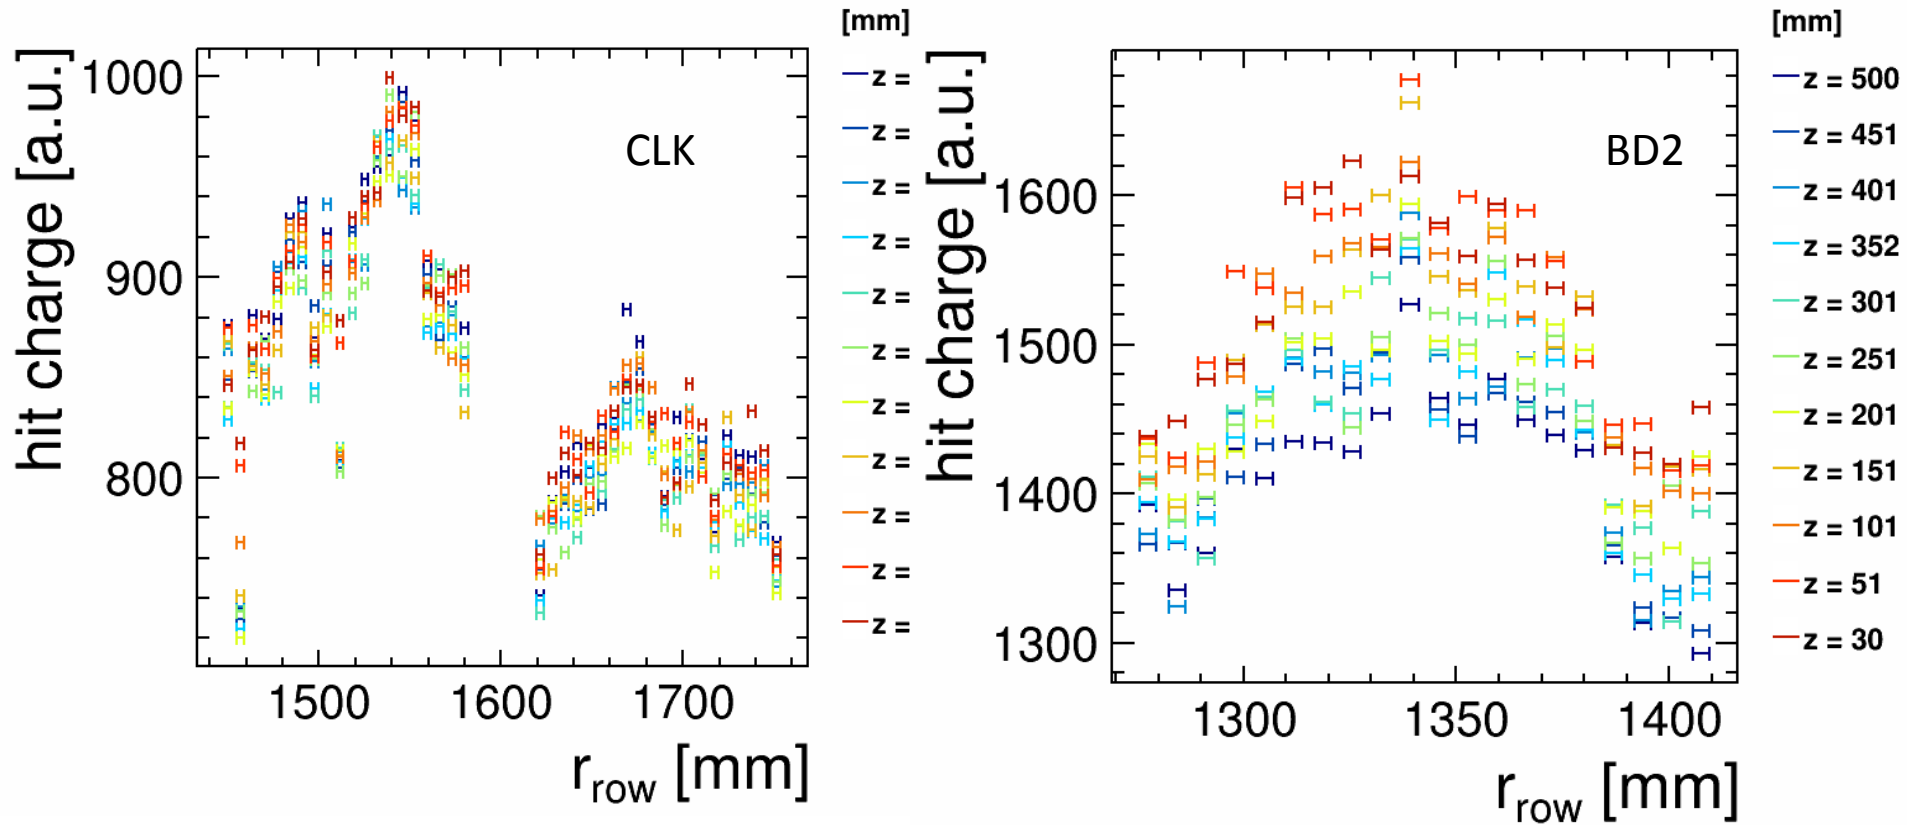 hit charge [a.u.]
1000
900
800
CLK
1500
1600
1700
r_row [mm]
[mm]
z =
z =
z =
z =
z =
z =
z =
z =
z =
z =
z =
hit charge [a.u.]
1600
1500
1400
1300
BD2
1300
1350
1400
r_row [mm]
[mm]
z = 500
z = 451
z = 401
z = 352
z = 301
z = 251
z = 201
z = 151
z = 101
z = 51
z = 30